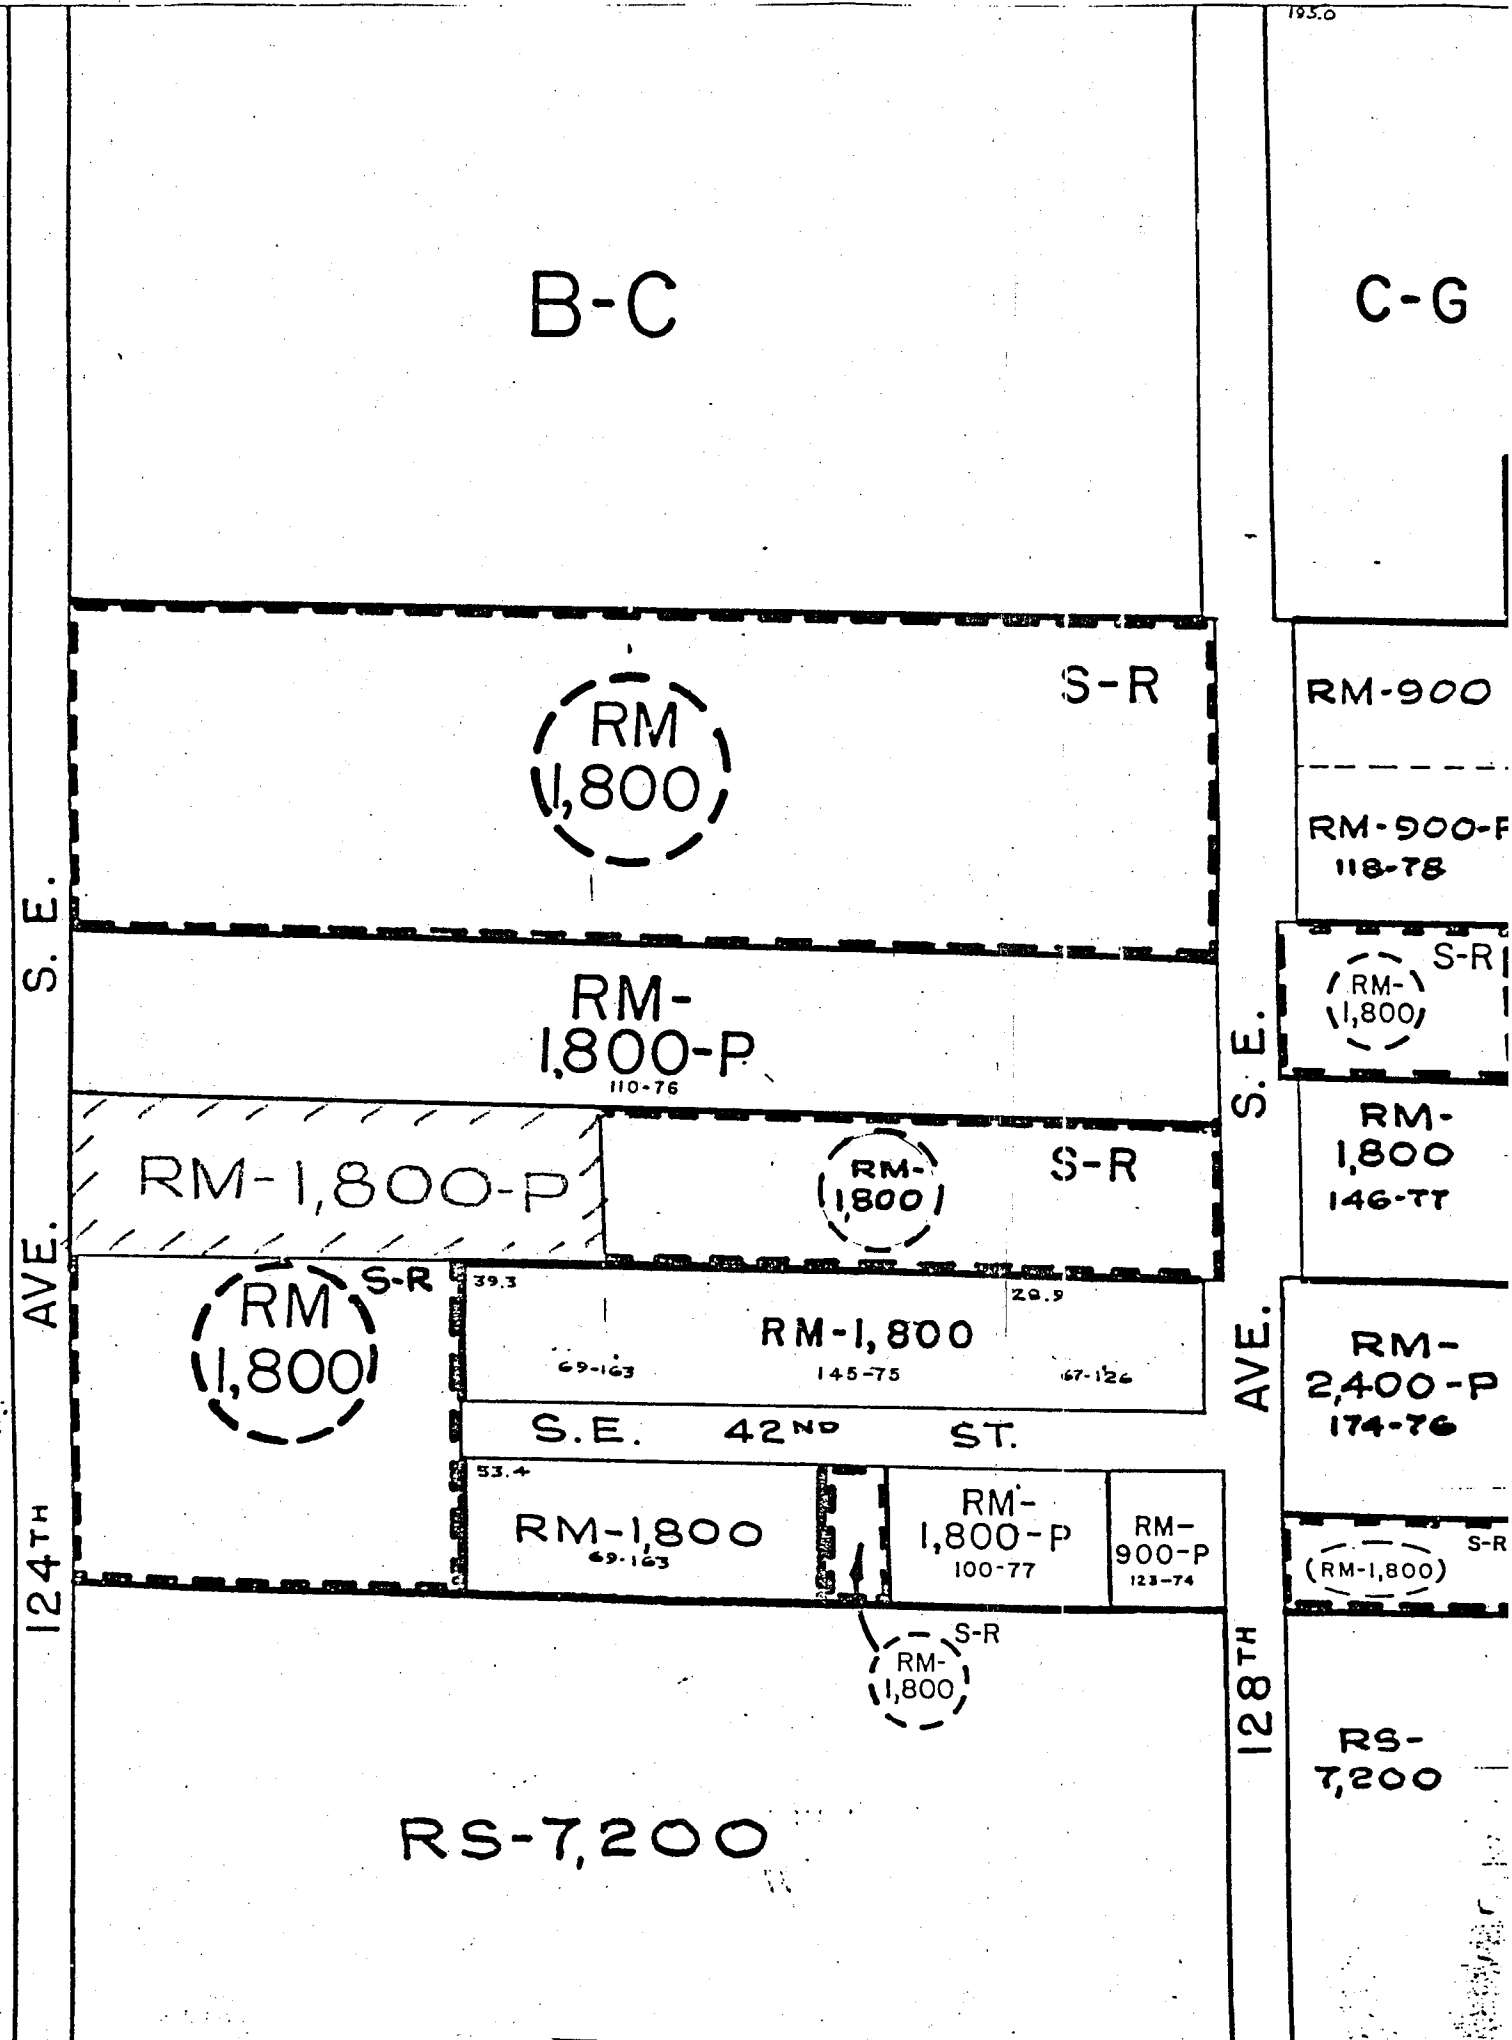 195.0
B-C
C-G
S-R
RM
1,800
RM-900
RM-900-P
118-78
S-R
RM-
1,800
RM-
1,800-P
110-76
RM-1,800-P
RM-
1,800
S-R
RM-
1,800
146-77
S-R
RM
1,800
39.3
28.9
RM-1,800
69-163
145-75
67-126
S.E. 42ND ST.
RM-
2,400-P
174-76
53.4
RM-1,800
69-163
RM-
1,800-P
100-77
RM-
900-P
123-74
S-R
(RM-1,800)
S-R
RM-
1,800
RS-7,200
RS-
7,200
124TH AVE. S.E.
128TH AVE. S.E.